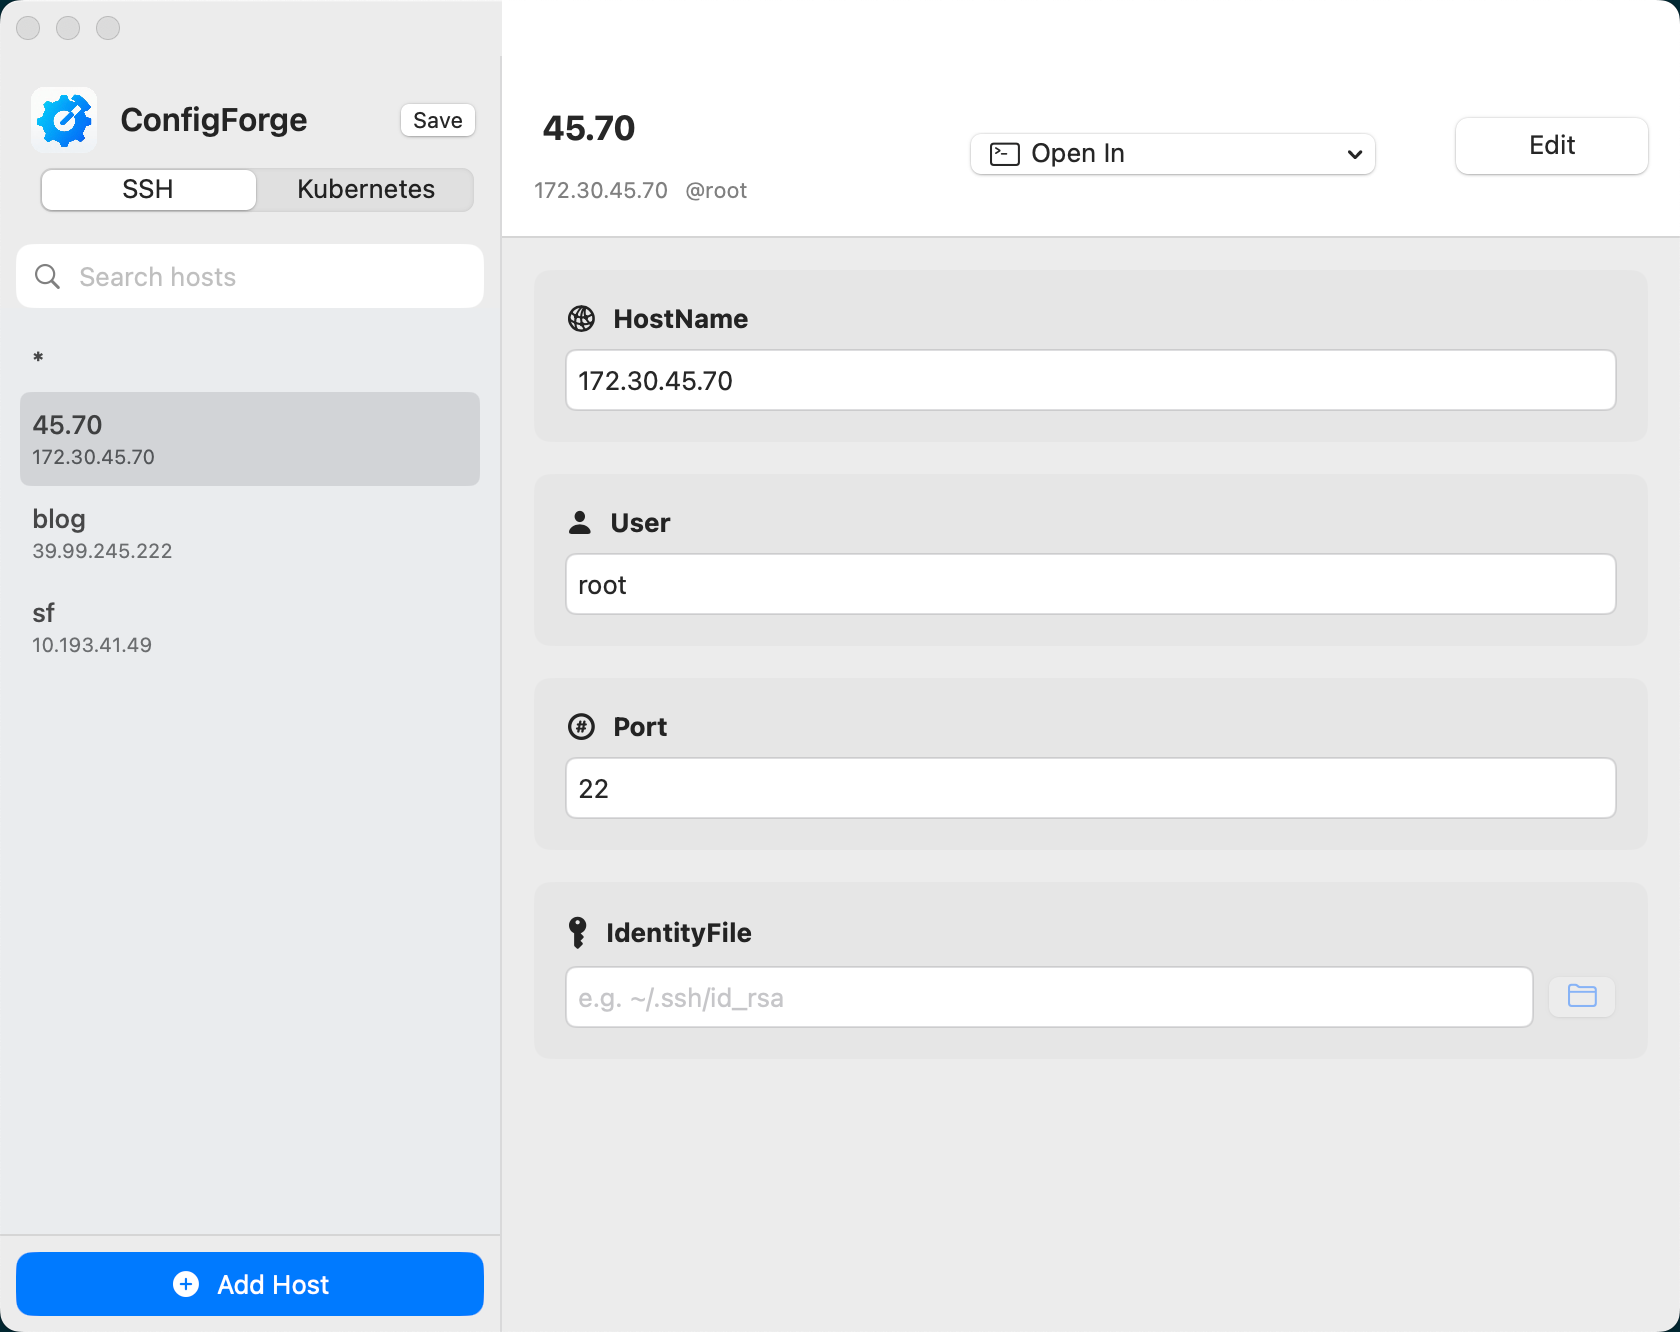 ConfigForge
Save
SSH
Kubernetes
Search hosts
*
45.70
172.30.45.70
blog
39.99.245.222
sf
10.193.41.49
Add Host
45.70
172.30.45.70 @root
Open In
Edit
HostName
172.30.45.70
User
root
Port
22
IdentityFile
e.g. ~/.ssh/id_rsa